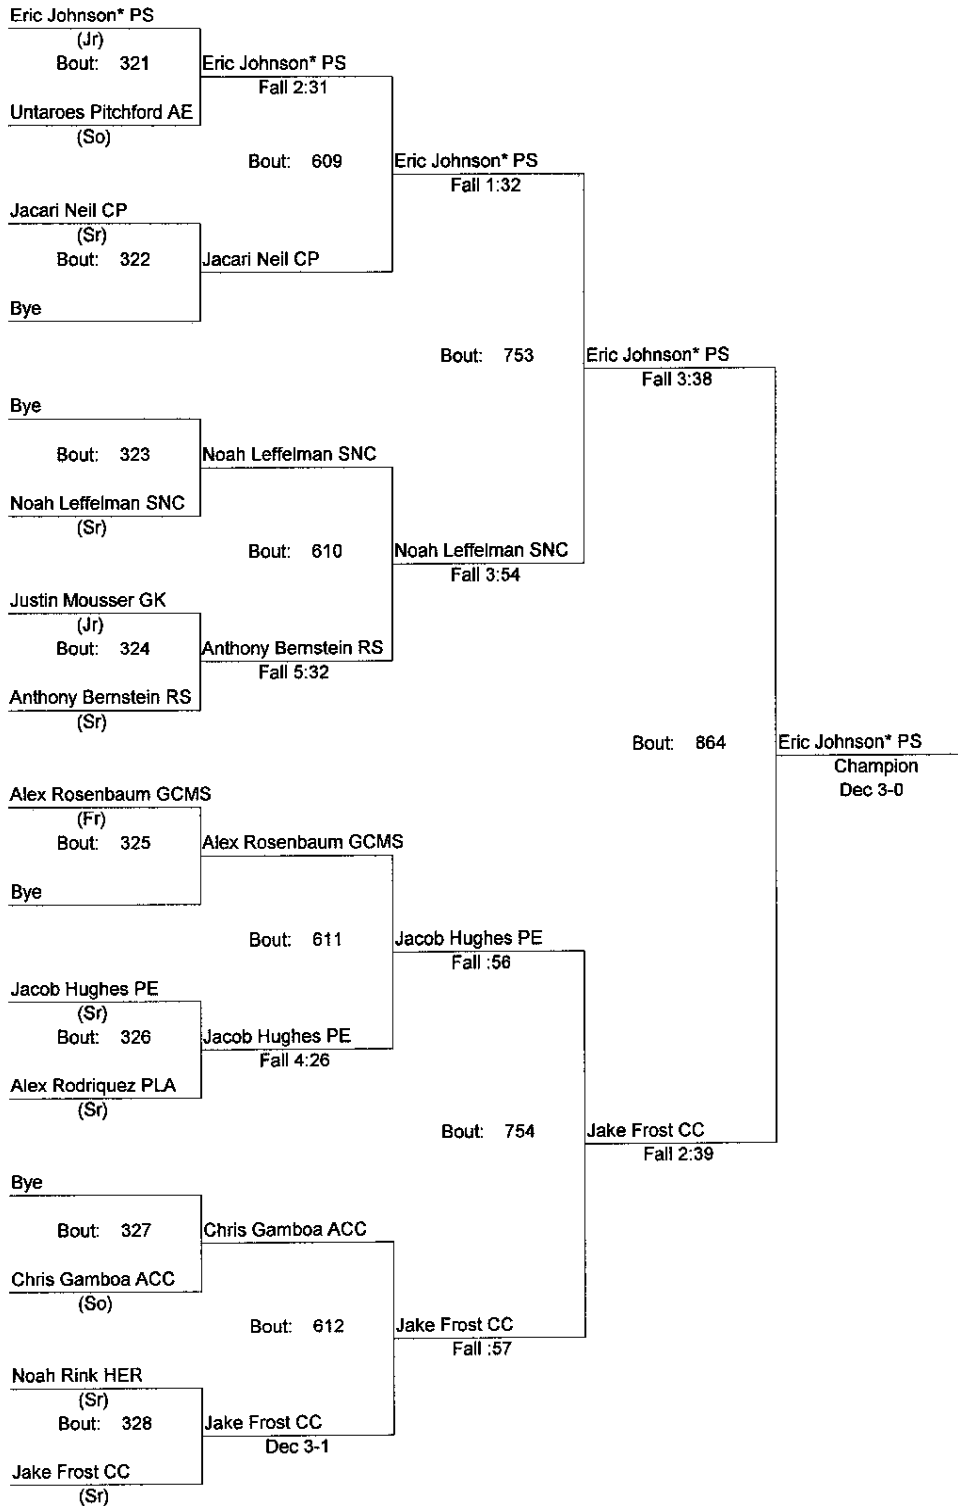 Eric Johnson* PS
(Jr)
Bout: 321
Eric Johnson* PS
Fall 2:31
Untaroes Pitchford AE
(So)
Bout: 609
Eric Johnson* PS
Fall 1:32
Jacari Neil CP
(Sr)
Bout: 322
Jacari Neil CP
Bye
Bout: 753
Eric Johnson* PS
Fall 3:38
Bye
Bout: 323
Noah Leffelman SNC
Noah Leffelman SNC
(Sr)
Bout: 610
Noah Leffelman SNC
Fall 3:54
Justin Mousser GK
(Jr)
Bout: 324
Anthony Bernstein RS
Fall 5:32
Anthony Bernstein RS
(Sr)
Bout: 864
Eric Johnson* PS
Champion
Dec 3-0
Alex Rosenbaum GCMS
(Fr)
Bout: 325
Alex Rosenbaum GCMS
Bye
Bout: 611
Jacob Hughes PE
Fall :56
Jacob Hughes PE
(Sr)
Bout: 326
Jacob Hughes PE
Fall 4:26
Alex Rodriquez PLA
(Sr)
Bout: 754
Jake Frost CC
Fall 2:39
Bye
Bout: 327
Chris Gamboa ACC
Chris Gamboa ACC
(So)
Bout: 612
Jake Frost CC
Fall :57
Noah Rink HER
(Sr)
Bout: 328
Jake Frost CC
Dec 3-1
Jake Frost CC
(Sr)